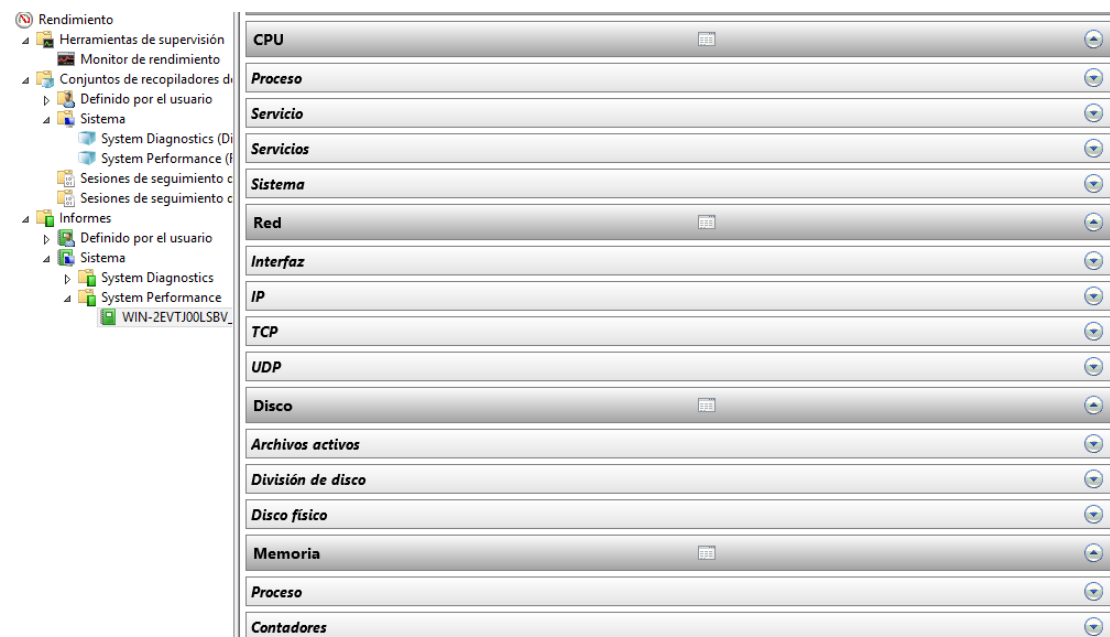 Rendimiento
Herramientas de supervisión
Monitor de rendimiento
Conjuntos de recopiladores de
Definido por el usuario
Sistema
System Diagnostics (Di
System Performance (P
Sesiones de seguimiento d
Sesiones de seguimiento d
Informes
Definido por el usuario
Sistema
System Diagnostics
System Performance
WIN-2EVTJ00LSBV_
CPU
Proceso
Servicio
Servicios
Sistema
Red
Interfaz
IP
TCP
UDP
Disco
Archivos activos
División de disco
Disco físico
Memoria
Proceso
Contadores